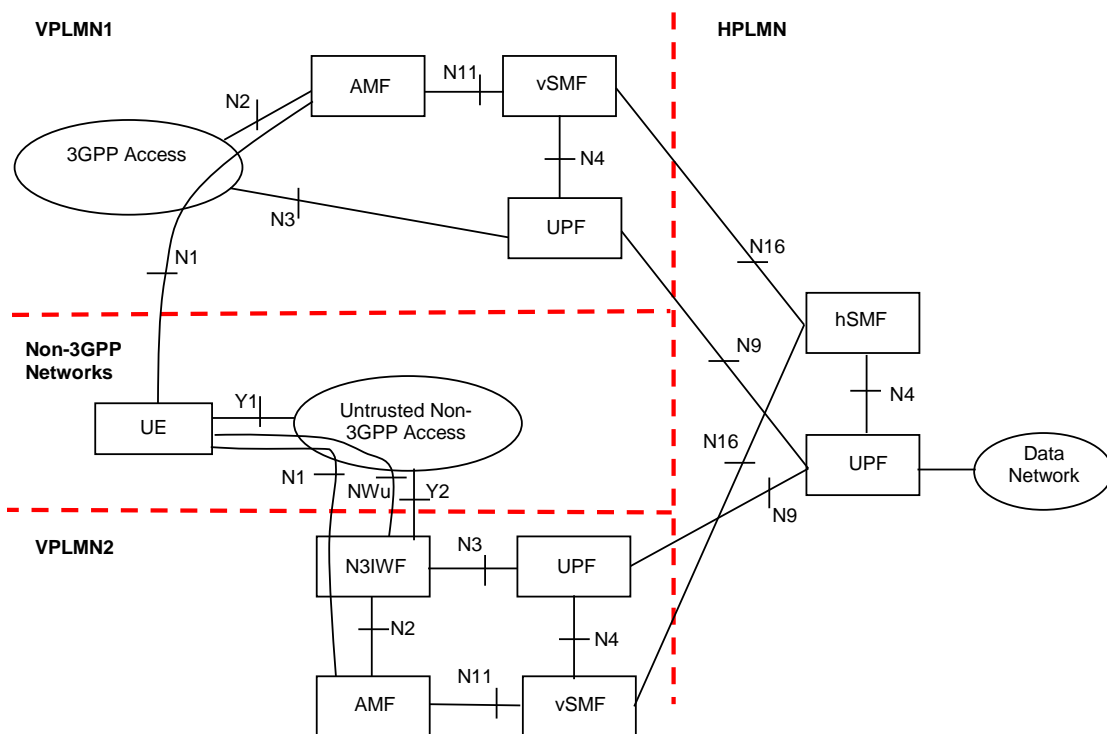 VPLMN1
HPLMN
N11
AMF
vSMF
N2
3GPP Access
N4
N3
UPF
N1
N16
hSMF
Non-3GPP
Networks
N9
N4
Y1
Untrusted Non-
3GPP Access
UE
N16
UPF
Data
Network
N1
NWu
Y2
N9
VPLMN2
N3
N3IWF
UPF
N2
N4
N11
AMF
vSMF